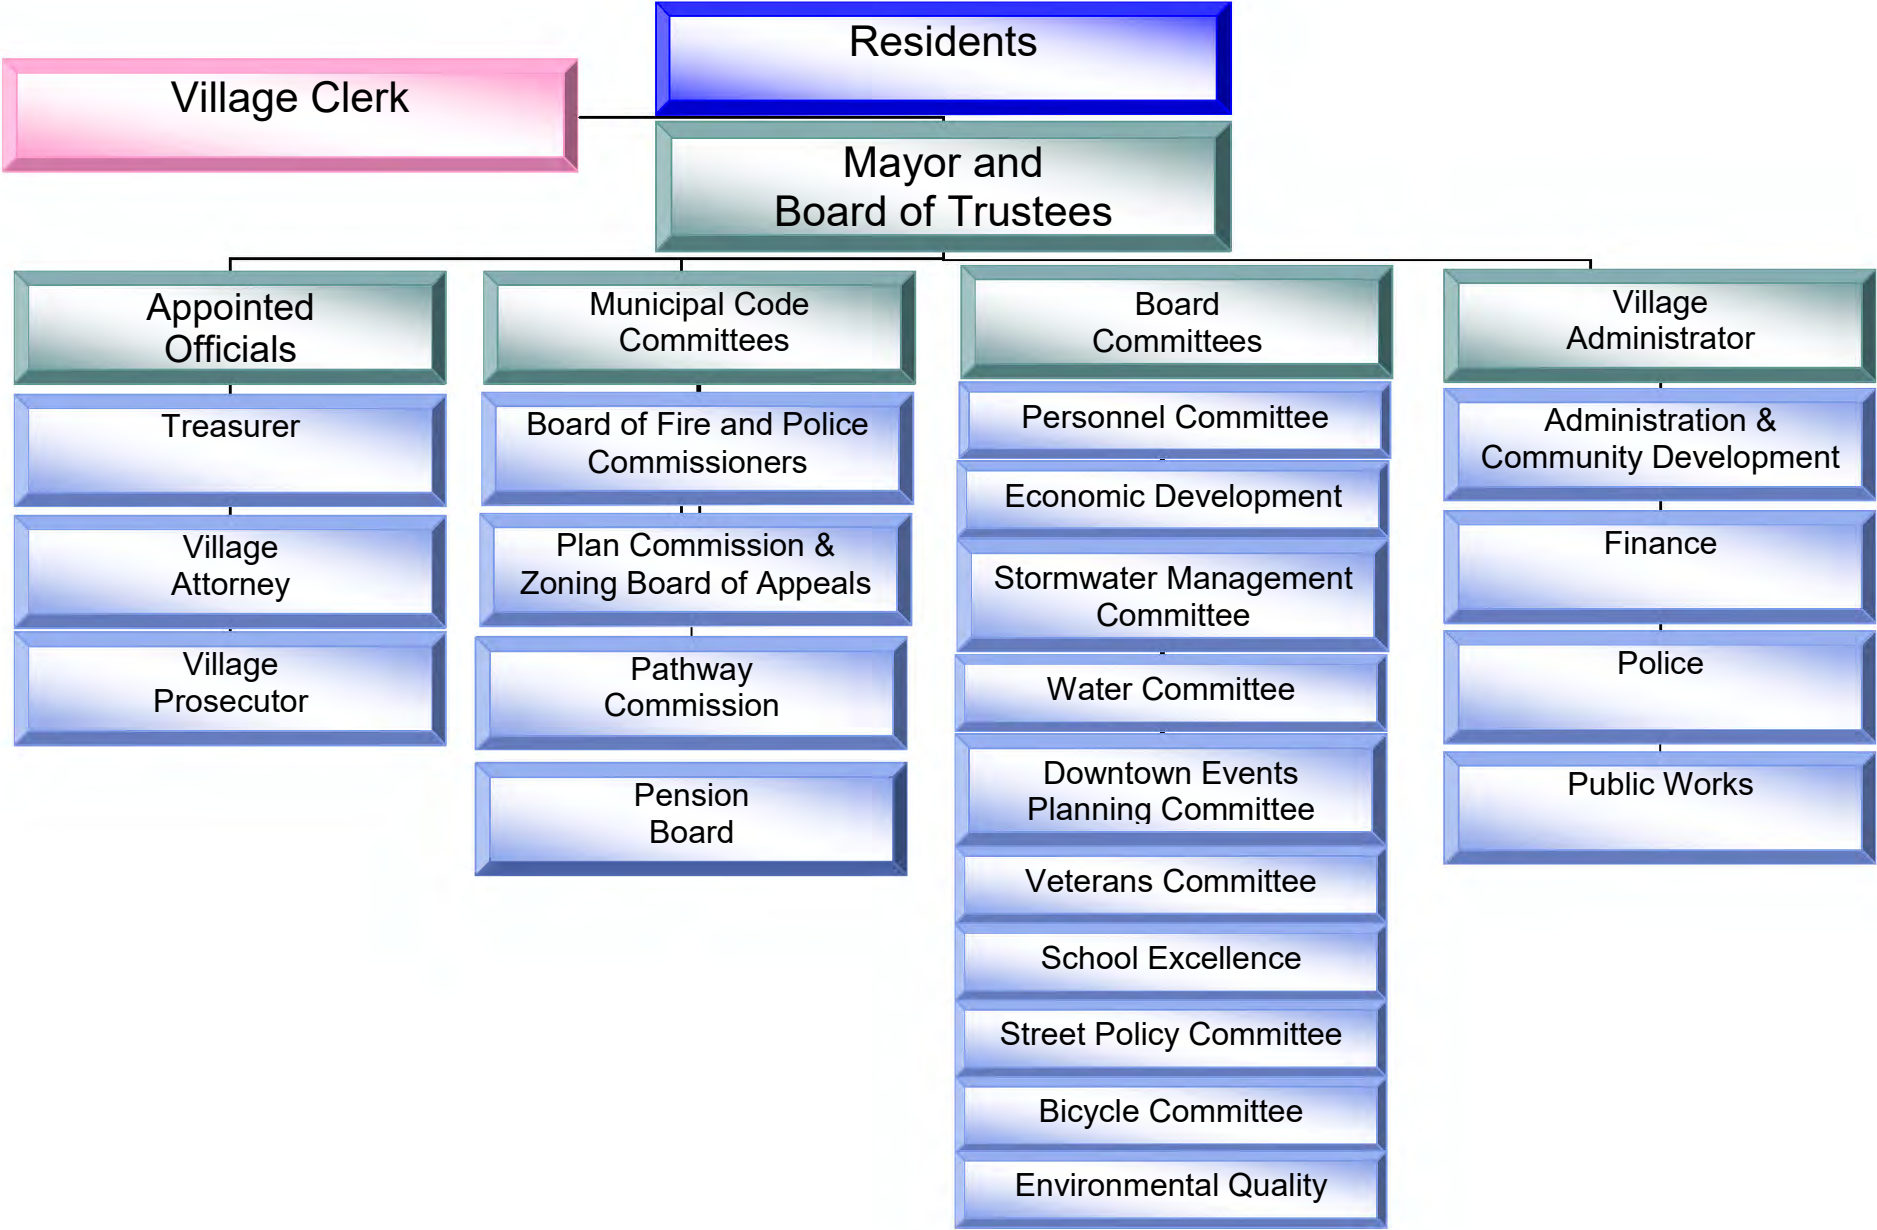 Residents
Village Clerk
Mayor and
Board of Trustees
Appointed
Officials
Treasurer
Village
Attorney
Village
Prosecutor
Municipal Code
Committees
Board of Fire and Police
Commissioners
Plan Commission &
Zoning Board of Appeals
Pathway
Commission
Pension
Board
Board
Committees
Personnel Committee
Economic Development
Stormwater Management
Committee
Water Committee
Downtown Events
Planning Committee
Veterans Committee
School Excellence
Street Policy Committee
Bicycle Committee
Environmental Quality
Village
Administrator
Administration &
Community Development
Finance
Police
Public Works